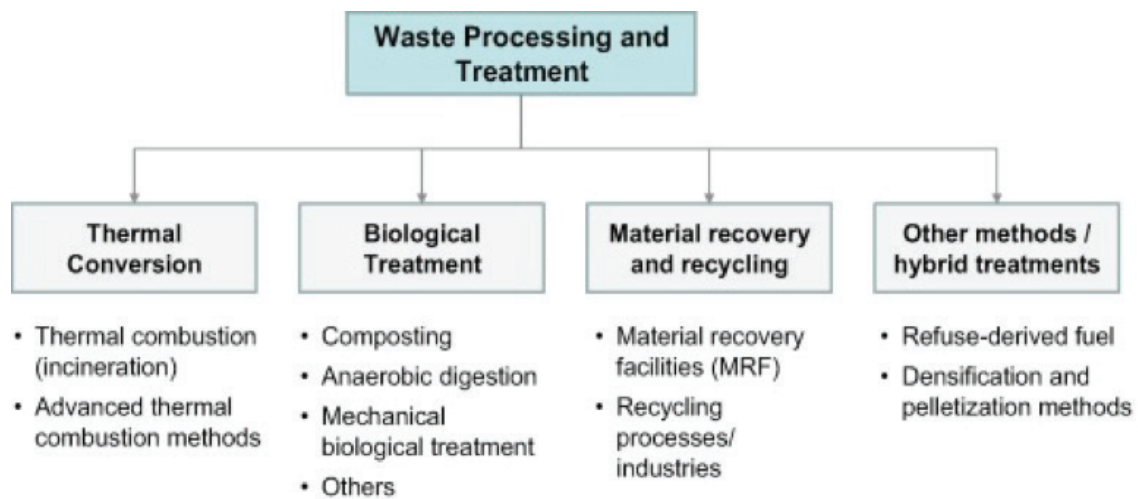 Waste Processing and
Treatment
Thermal
Conversion
Biological
Treatment
Material recovery
and recycling
Other methods /
hybrid treatments
• Thermal combustion
(incineration)
• Advanced thermal
combustion methods
• Composting
• Anaerobic digestion
• Mechanical
biological treatment
• Others
• Material recovery
facilities (MRF)
• Recycling
processes/
industries
• Refuse-derived fuel
• Densification and
pelletization methods